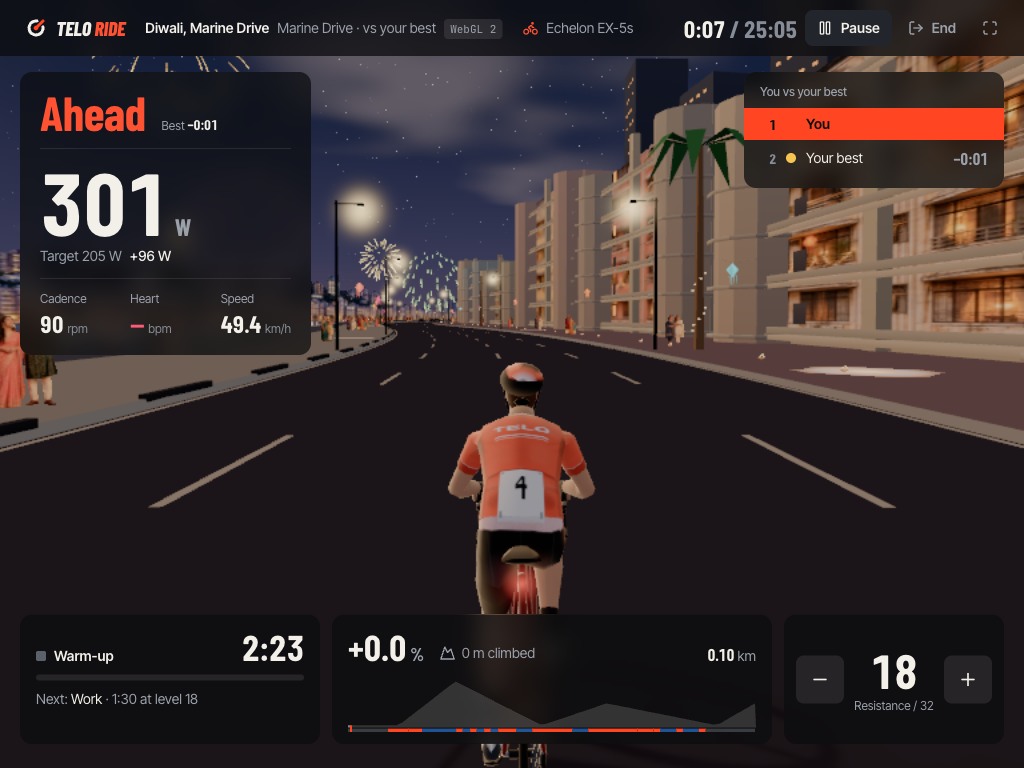 TELO RIDE
Diwali, Marine Drive Marine Drive · vs your best WebGL 2
Echelon EX-5s
0:07 / 25:05
Pause
End
Ahead
Best −0:01
301 W
Target 205 W +96 W
Cadence Heart Speed
90 rpm – bpm 49.4 km/h
You vs your best
1 You
2 Your best −0:01
TELO
4
Warm-up 2:23
Next: Work · 1:30 at level 18
+0.0 % 0 m climbed 0.10 km
− 18 +
Resistance / 32